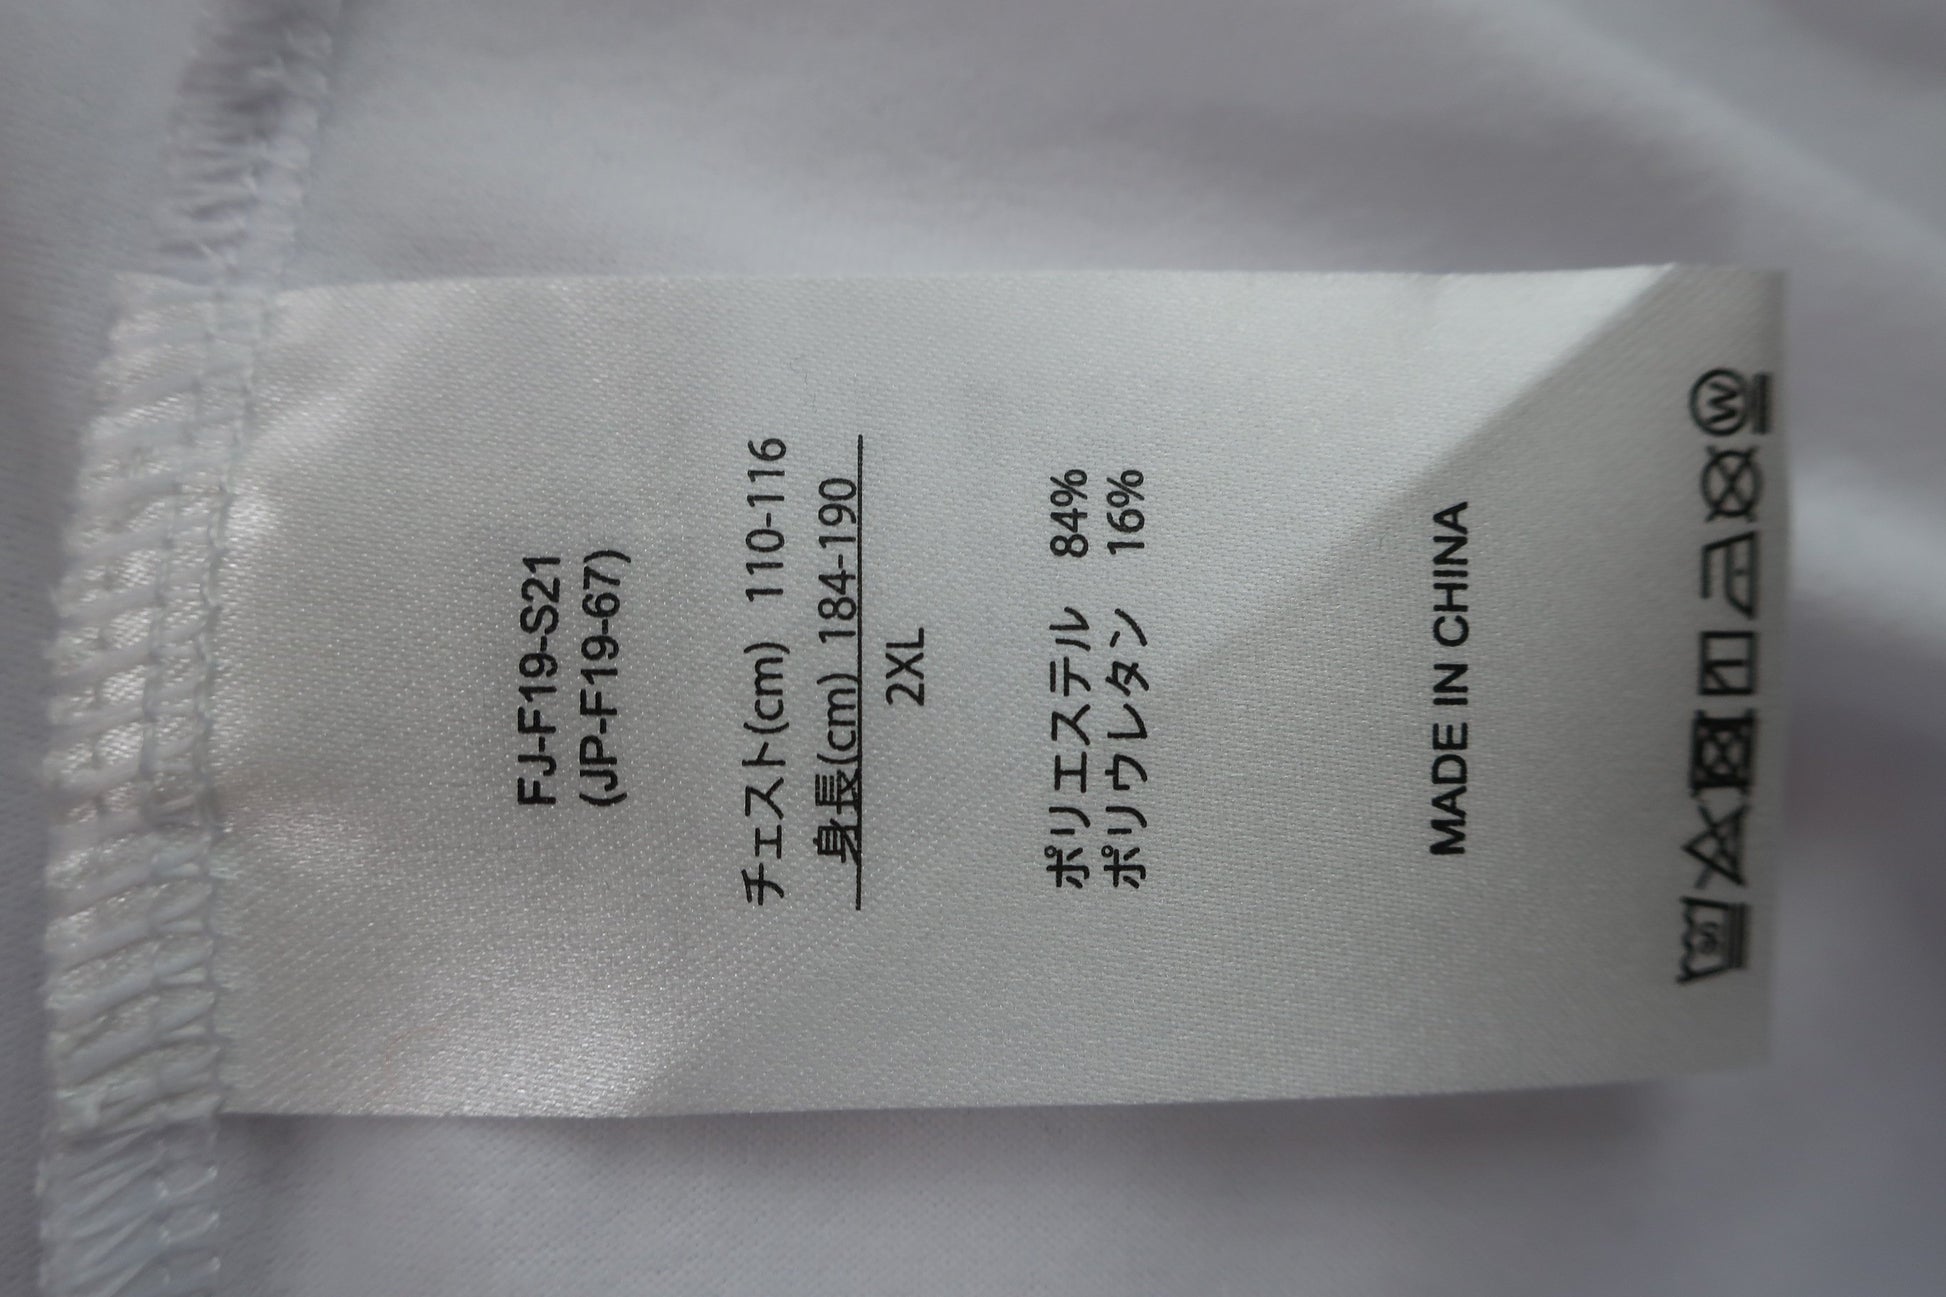 FJ-F19-S21
(JP-F19-67)
チェスト(cm) 110-116
身長(cm) 184-190
2XL
ポリエステル 84%
ポリウレタン 16%
MADE IN CHINA
W